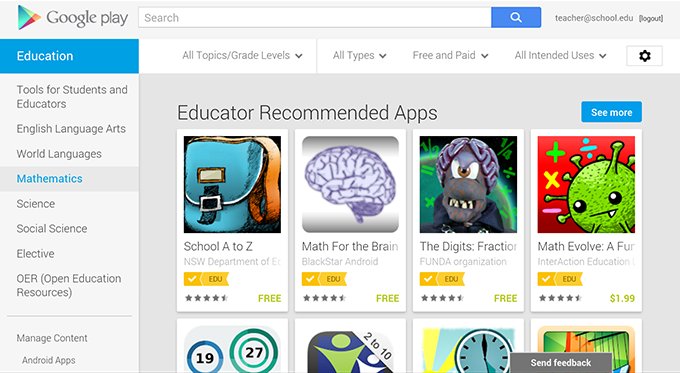 Google play
Search
teacher@school.edu [logout]
Education
All Topics/Grade Levels
All Types
Free and Paid
All Intended Uses
Tools for Students and
Educators
English Language Arts
World Languages
Mathematics
Science
Social Science
Elective
OER (Open Education
Resources)
Manage Content
Android Apps
Educator Recommended Apps
See more
School A to Z
NSW Department of E
EDU
FREE
Math For the Brain
BlackStar Android
EDU
FREE
The Digits: Fraction
FUNDA organization
EDU
FREE
Math Evolve: A Fur
InterAction Education (
EDU
$1.99
19
27
2 to 10
Send feedback